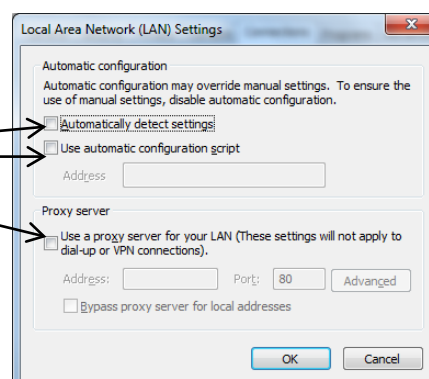 Local Area Network (LAN) Settings
Automatic configuration
Automatic configuration may override manual settings. To ensure the
use of manual settings, disable automatic configuration.
Automatically detect settings
Use automatic configuration script
Address
Proxy server
Use a proxy server for your LAN (These settings will not apply to
dial-up or VPN connections).
Address: Port: 80 Advanced
Bypass proxy server for local addresses
OK Cancel